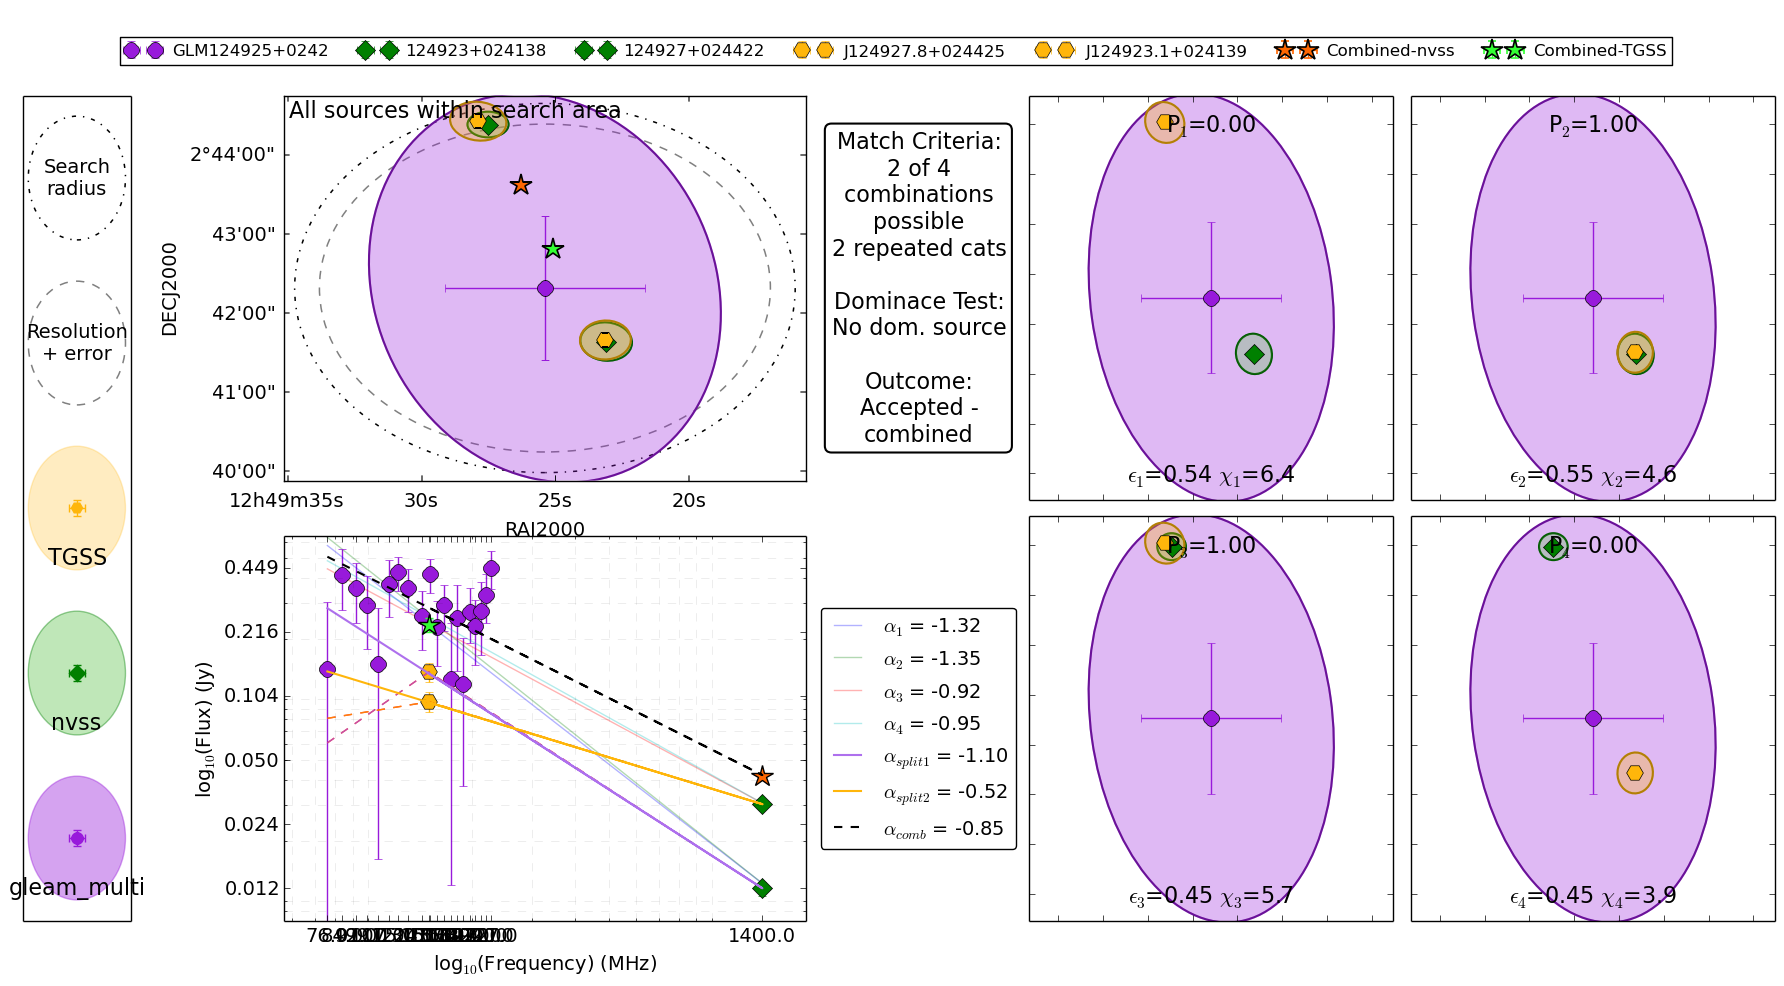 GLM124925+0242 124923+024138 124927+024422 J124927.8+024425 J124923.1+024139 Combined-nvss Combined-TGSS
Search
radius
Resolution
+ error
TGSS
nvss
gleam_multi
All sources within search area
DECJ2000
2°44'00"
43'00"
42'00"
41'00"
40'00"
12h49m35s 30s 25s 20s
RAJ2000
Match Criteria:
2 of 4
combinations
possible
2 repeated cats
Dominace Test:
No dom. source
Outcome:
Accepted -
combined
P1=0.00
ϵ1=0.54 χ1=6.4
P2=1.00
ϵ2=0.55 χ2=4.6
P3=1.00
ϵ3=0.45 χ3=5.7
P4=0.00
ϵ4=0.45 χ4=3.9
log10(Flux) (Jy)
0.449
0.216
0.104
0.050
0.024
0.012
1400.0
log10(Frequency) (MHz)
α1 = -1.32
α2 = -1.35
α3 = -0.92
α4 = -0.95
αsplit1 = -1.10
αsplit2 = -0.52
αcomb = -0.85